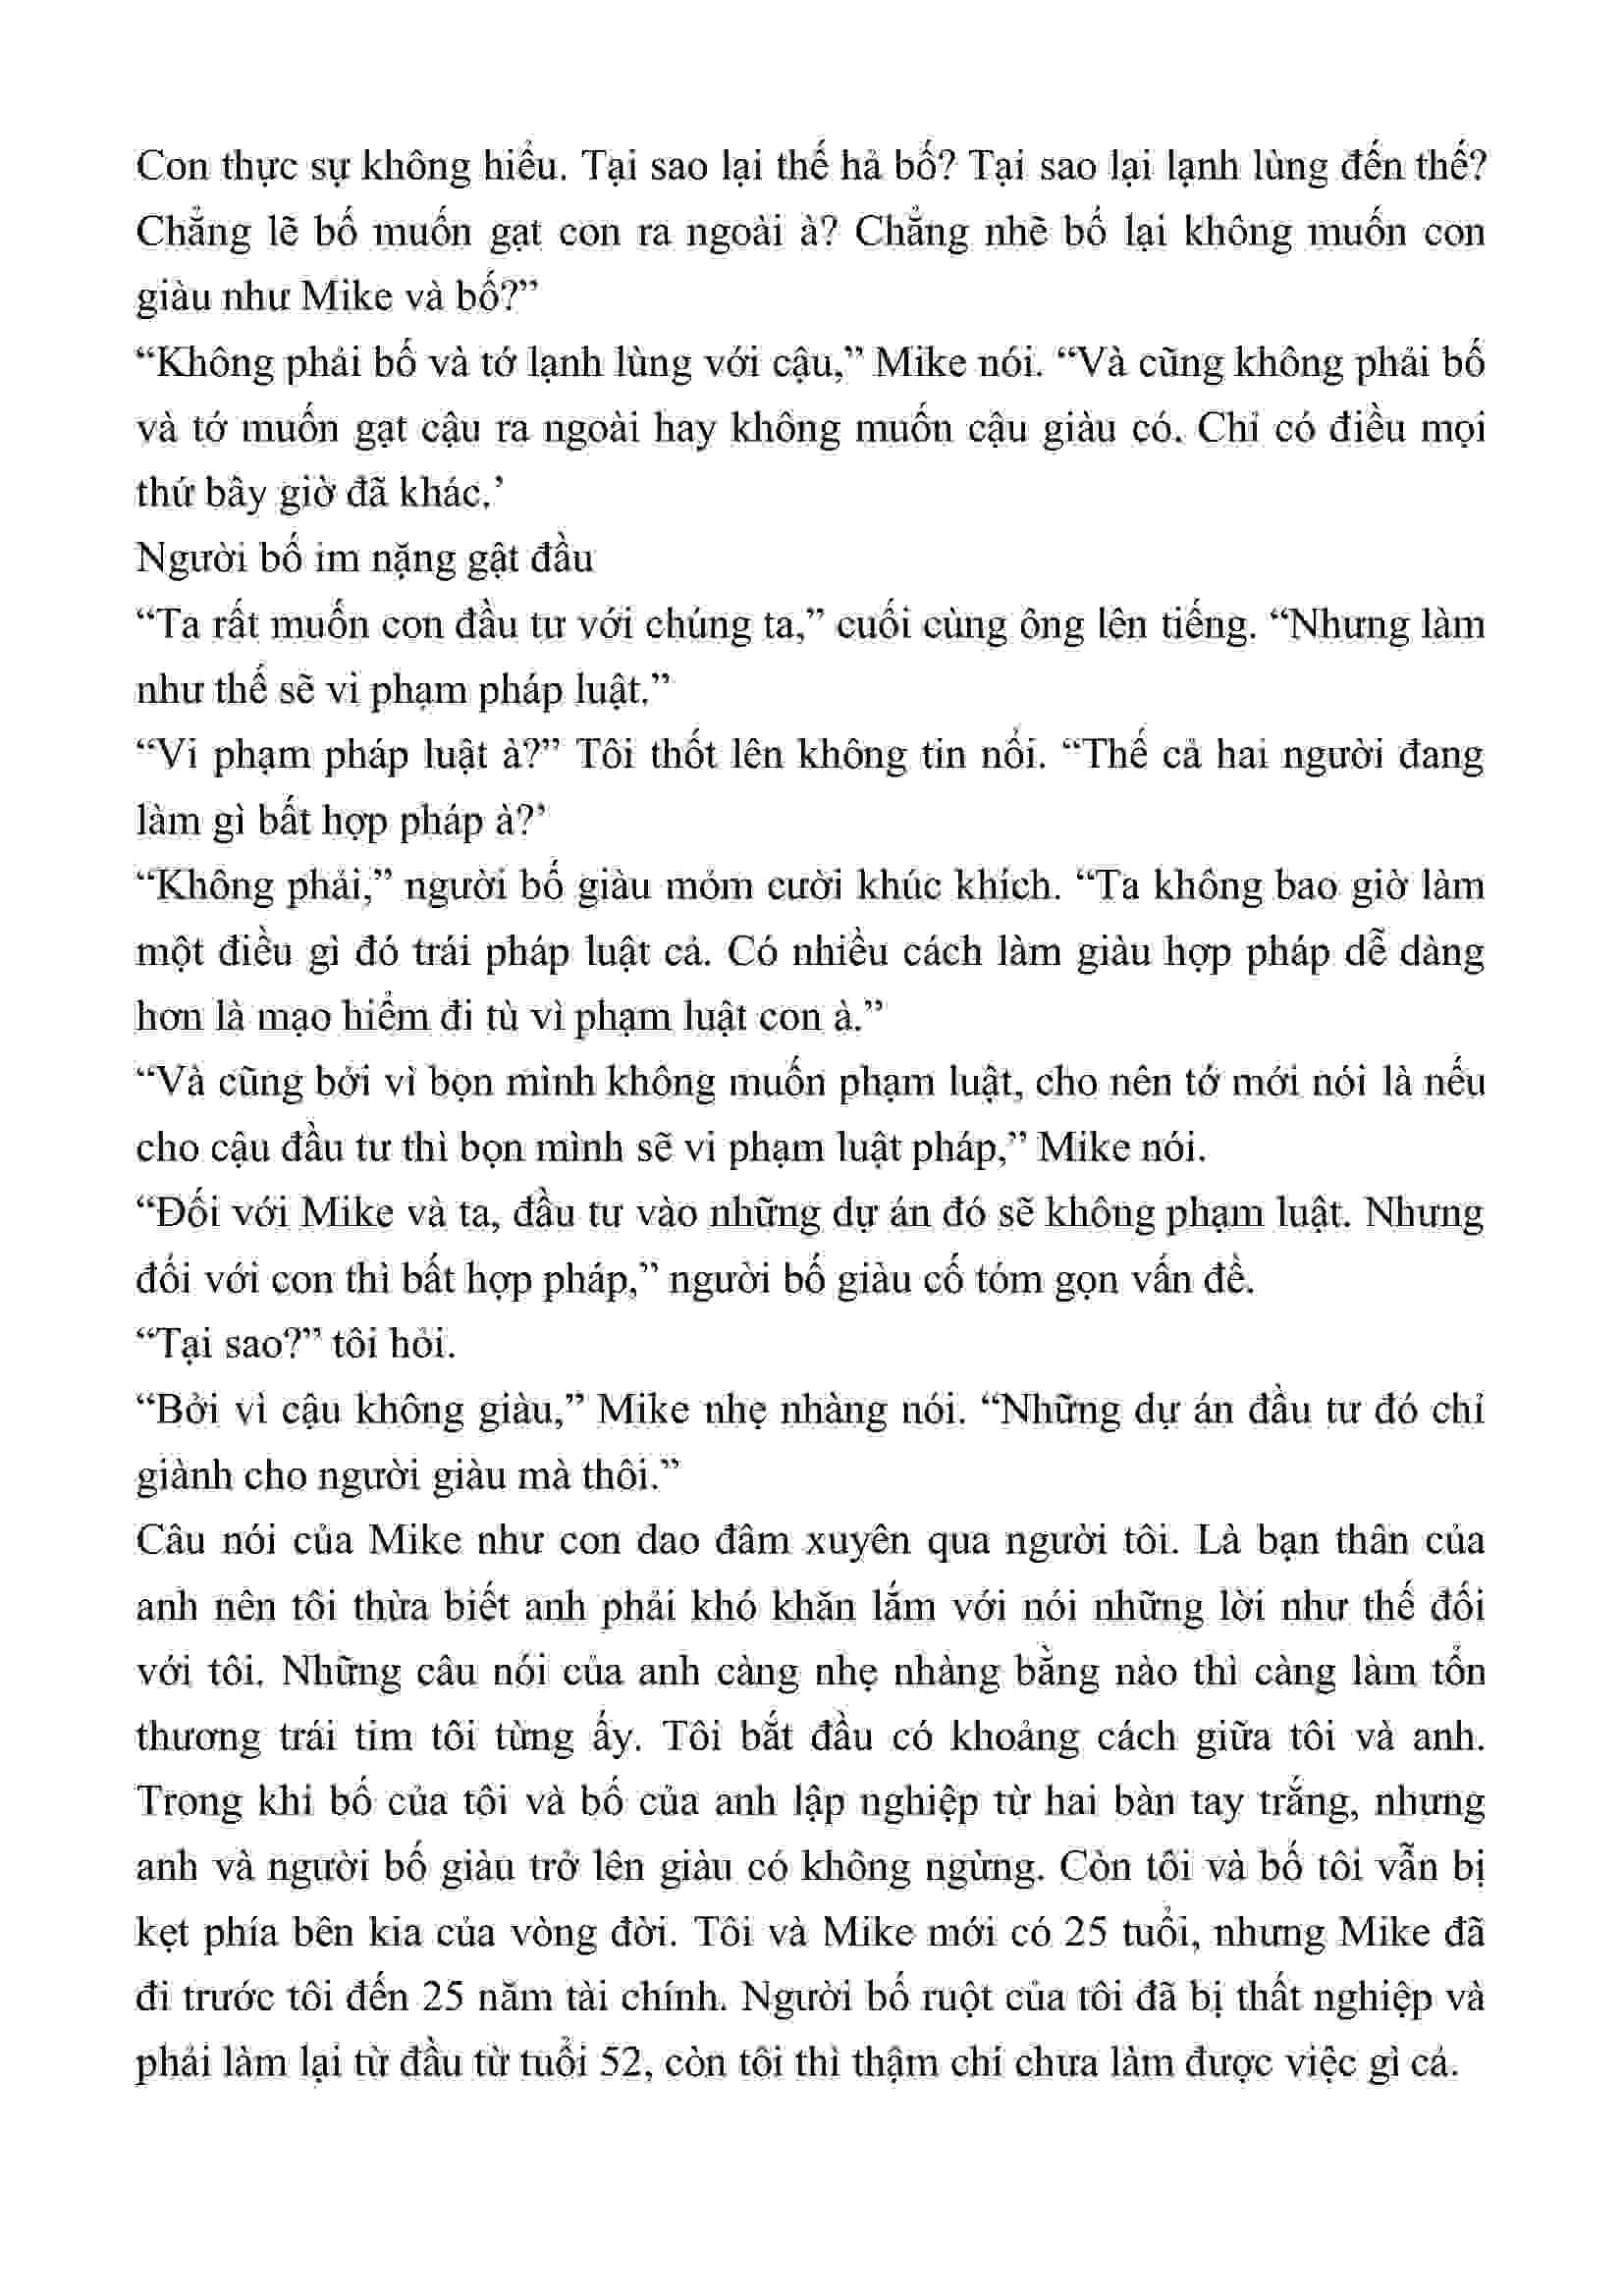 Con thực sự không hiểu. Tại sao lại thế hả bố? Tại sao lại lạnh lùng đến thế?
Chẳng lẽ bố muốn gạt con ra ngoài à? Chẳng nhẽ bố lại không muốn con
giàu như Mike và bố?”
“Không phải bố và tớ lạnh lùng với cậu,” Mike nói. “Và cũng không phải bố
và tớ muốn gạt cậu ra ngoài hay không muốn cậu giàu có. Chỉ có điều mọi
thứ bây giờ đã khác.’
Người bố im nặng gật đầu
“Ta rất muốn con đầu tư với chúng ta,” cuối cùng ông lên tiếng. “Nhưng làm
như thế sẽ vi phạm pháp luật.”
“Vi phạm pháp luật à?” Tôi thốt lên không tin nổi. “Thế cả hai người đang
làm gì bất hợp pháp à?’
“Không phải,” người bố giàu mỏm cười khúc khích. “Ta không bao giờ làm
một điều gì đó trái pháp luật cả. Có nhiều cách làm giàu hợp pháp dễ dàng
hơn là mạo hiểm đi tù vì phạm luật con à.”
“Và cũng bởi vì bọn mình không muốn phạm luật, cho nên tớ mới nói là nếu
cho cậu đầu tư thì bọn mình sẽ vi phạm luật pháp,” Mike nói.
“Đối với Mike và ta, đầu tư vào những dự án đó sẽ không phạm luật. Nhưng
đối với con thì bất hợp pháp,” người bố giàu cố tóm gọn vấn đề.
“Tại sao?” tôi hỏi.
“Bởi vì cậu không giàu,” Mike nhẹ nhàng nói. “Những dự án đầu tư đó chỉ
giành cho người giàu mà thôi.”
Câu nói của Mike như con dao đâm xuyên qua người tôi. Là bạn thân của
anh nên tôi thừa biết anh phải khó khăn lắm với nói những lời như thế đối
với tôi. Những câu nói của anh càng nhẹ nhàng bằng nào thì càng làm tổn
thương trái tim tôi từng ấy. Tôi bắt đầu có khoảng cách giữa tôi và anh.
Trong khi bố của tôi và bố của anh lập nghiệp từ hai bàn tay trắng, nhưng
anh và người bố giàu trở lên giàu có không ngừng. Còn tôi và bố tôi vẫn bị
kẹt phía bên kia của vòng đời. Tôi và Mike mới có 25 tuổi, nhưng Mike đã
đi trước tôi đến 25 năm tài chính. Người bố ruột của tôi đã bị thất nghiệp và
phải làm lại từ đầu từ tuổi 52, còn tôi thì thậm chí chưa làm được việc gì cả.